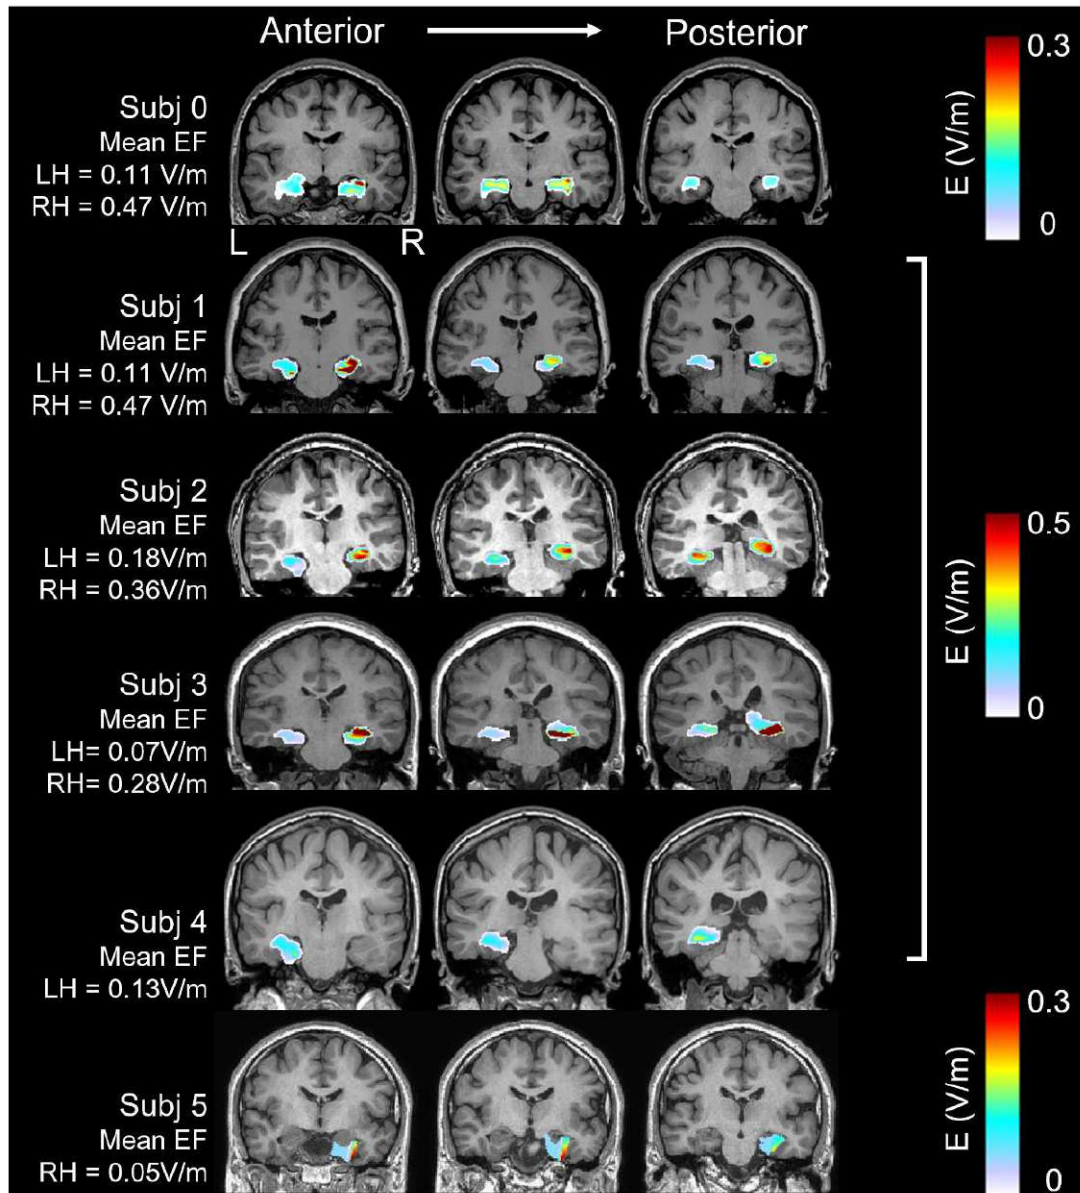 Anterior
Posterior
Subj 0
Mean EF
LH = 0.11 V/m
RH = 0.47 V/m
0.3
E (V/m)
0
L
R
Subj 1
Mean EF
LH = 0.11 V/m
RH = 0.47 V/m
Subj 2
Mean EF
LH = 0.18V/m
RH = 0.36V/m
0.5
E (V/m)
0
Subj 3
Mean EF
LH= 0.07V/m
RH= 0.28V/m
Subj 4
Mean EF
LH = 0.13V/m
Subj 5
Mean EF
RH = 0.05V/m
0.3
E (V/m)
0